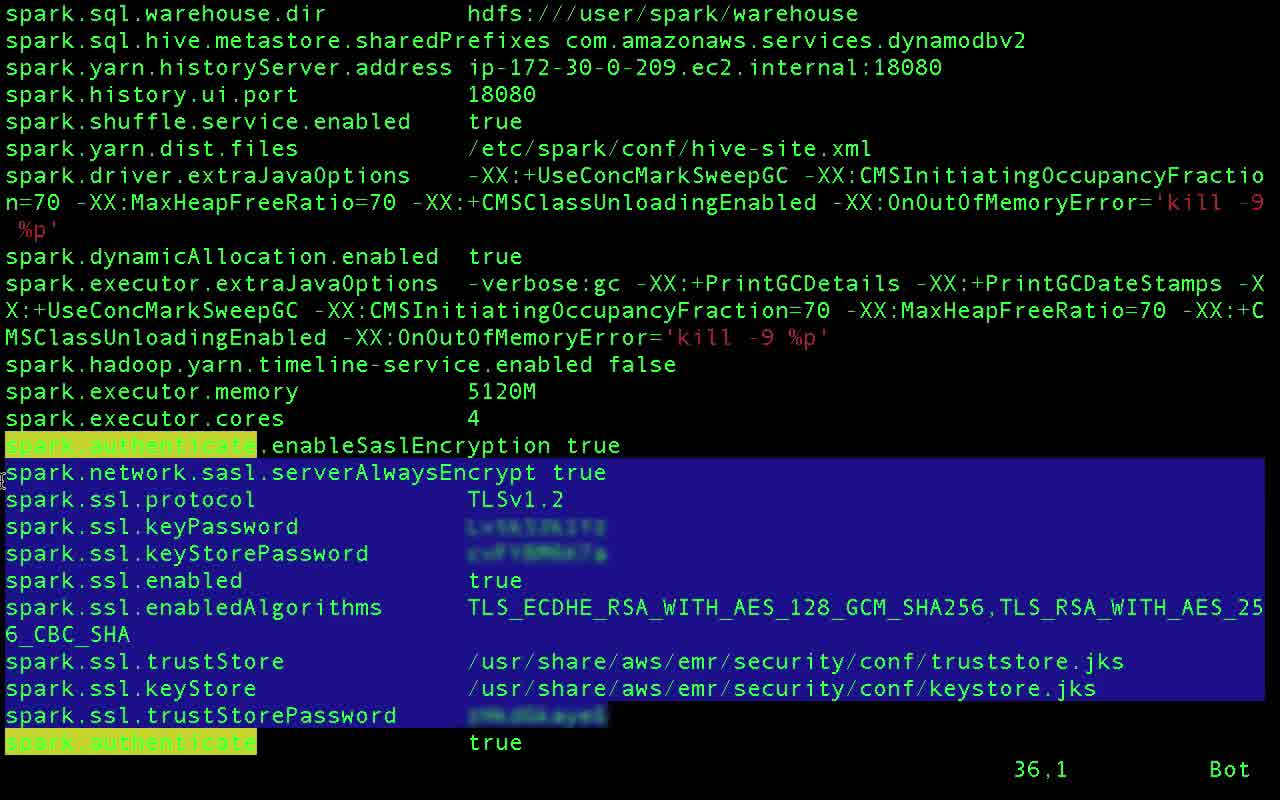 spark.sql.warehouse.dir hdfs:///user/spark/warehouse
spark.sql.hive.metastore.sharedPrefixes com.amazonaws.services.dynamodbv2
spark.yarn.historyServer.address ip-172-30-0-209.ec2.internal:18080
spark.history.ui.port 18080
spark.shuffle.service.enabled true
spark.yarn.dist.files /etc/spark/conf/hive-site.xml
spark.driver.extraJavaOptions -XX:+UseConcMarkSweepGC -XX:CMSInitiatingOccupancyFractio
n=70 -XX:MaxHeapFreeRatio=70 -XX:+CMSClassUnloadingEnabled -XX:OnOutOfMemoryError='kill -9
%p'
spark.dynamicAllocation.enabled true
spark.executor.extraJavaOptions -verbose:gc -XX:+PrintGCDetails -XX:+PrintGCDateStamps -X
X:+UseConcMarkSweepGC -XX:CMSInitiatingOccupancyFraction=70 -XX:MaxHeapFreeRatio=70 -XX:+C
MSClassUnloadingEnabled -XX:OnOutOfMemoryError='kill -9 %p'
spark.hadoop.yarn.timeline-service.enabled false
spark.executor.memory 5120M
spark.executor.cores 4
spark.authenticate.enableSaslEncryption true
spark.network.sasl.serverAlwaysEncrypt true
spark.ssl.protocol TLSv1.2
spark.ssl.keyPassword
spark.ssl.keyStorePassword
spark.ssl.enabled true
spark.ssl.enabledAlgorithms TLS_ECDHE_RSA_WITH_AES_128_GCM_SHA256,TLS_RSA_WITH_AES_25
6_CBC_SHA
spark.ssl.trustStore /usr/share/aws/emr/security/conf/truststore.jks
spark.ssl.keyStore /usr/share/aws/emr/security/conf/keystore.jks
spark.ssl.trustStorePassword
spark.authenticate true
36,1 Bot